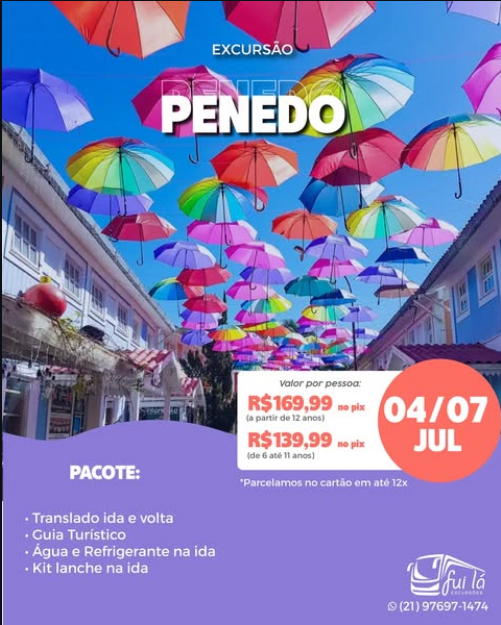 EXCURSÃO
PENEDO
PENEDO
Valor por pessoa:
R$169,99 no pix
(a partir de 12 anos)
R$139,99 no pix
(de 6 até 11 anos)
04/07
JUL
*Parcelamos no cartão em até 12x
PACOTE:
• Translado ida e volta
• Guia Turístico
• Água e Refrigerante na ida
• Kit lanche na ida
fui lá
EXCURSÕES
(21) 97697-1474